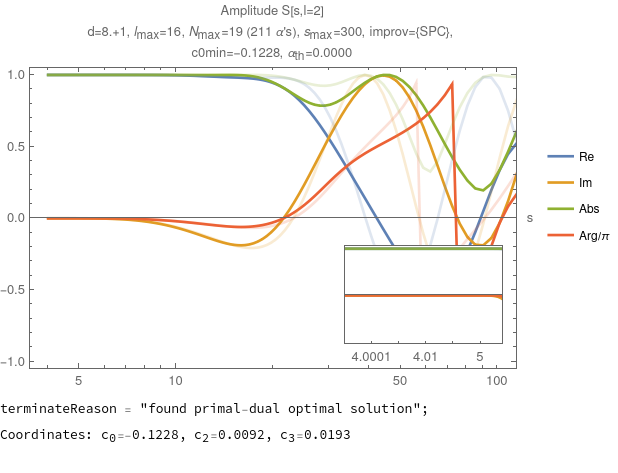 Amplitude S[s,l=2]
d=8.+1, lmax=16, Nmax=19 (211 α's), smax=300, improv={SPC},
c0min=-0.1228, αth=0.0000
1.0
0.5
0.0
-0.5
-1.0
s
Re
Im
Abs
Arg/π
4.0001 4.01 5
5 10 50 100
terminateReason = "found primal-dual optimal solution";
Coordinates: c0=-0.1228, c2=0.0092, c3=0.0193